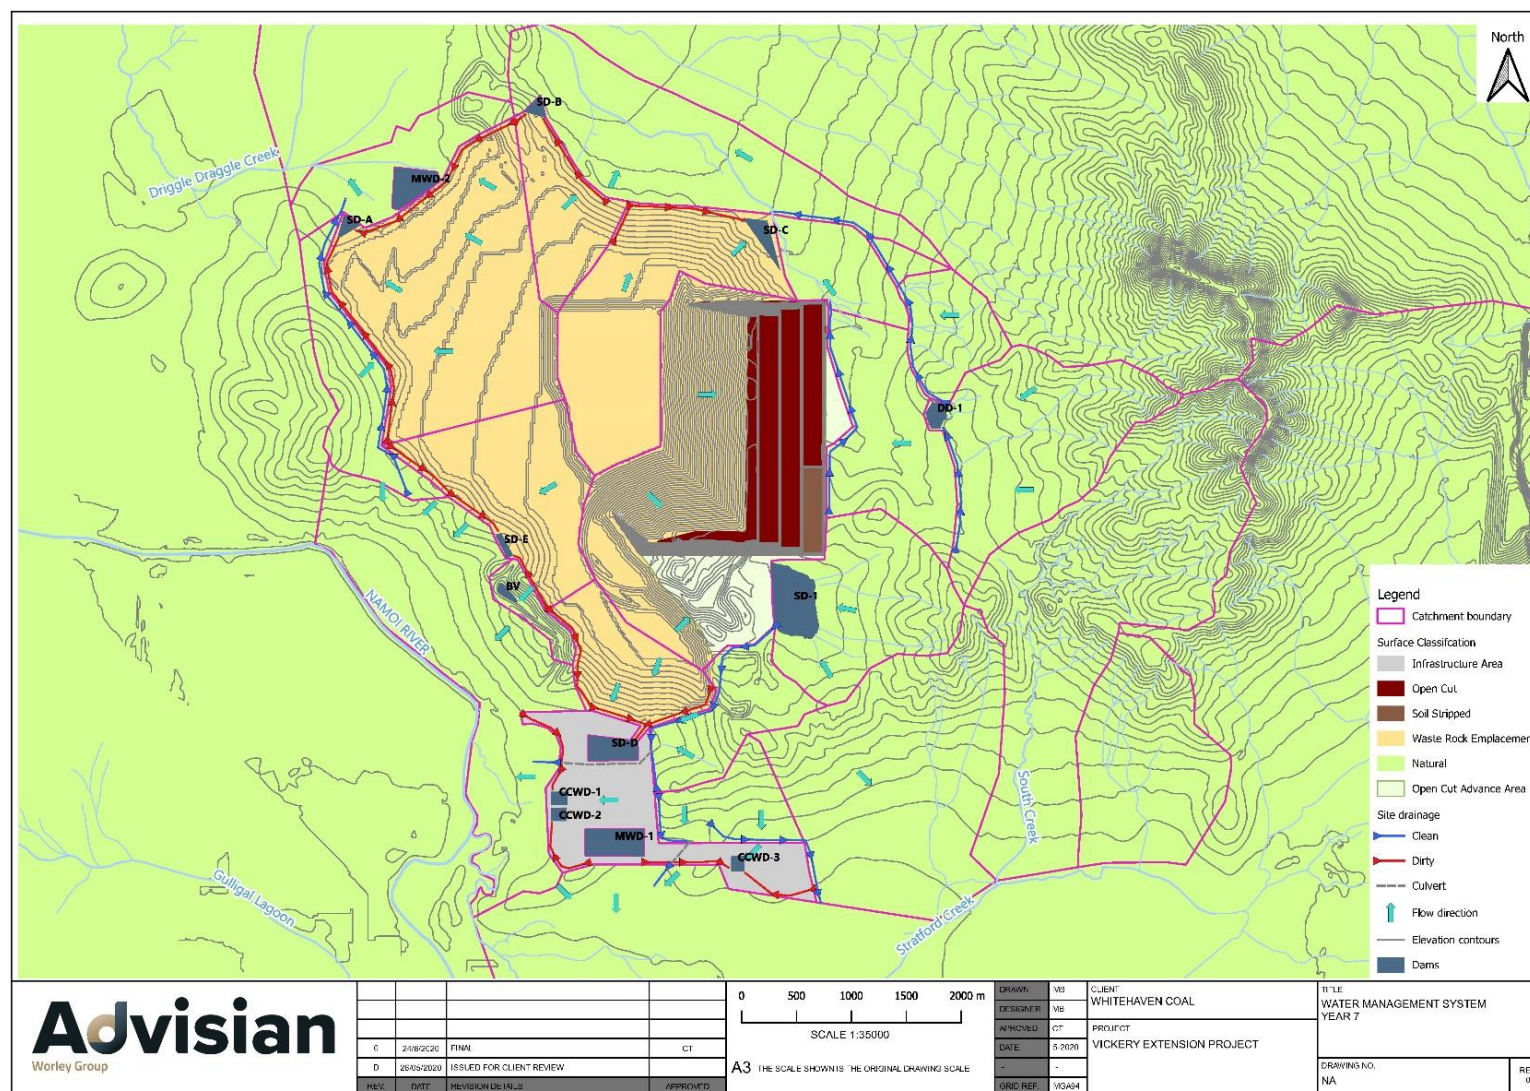 North
SD-B
Driggle Draggle Creek
MWD-2
SD-A
SD-C
DD-1
SD-E
BV
SD-1
NAMOI RIVER
SD-D
CCWD-1
CCWD-2
MWD-1
CCWD-3
South Creek
Stratford Creek
Gulligal Lagoon
Legend
Catchment boundary
Surface Classifcation
Infrastructure Area
Open Cut
Soil Stripped
Waste Rock Emplacemen
Natural
Open Cut Advance Area
Site drainage
Clean
Dirty
Culvert
Flow direction
Elevation contours
Dams
Advisian
Worley Group
24/8/2020 FINAL CT
26/05/2020 ISSUED FOR CLIENT REVIEW
REV. DATE REVISION DETAILS APPROVED
0 500 1000 1500 2000 m
SCALE 1:35000
A3 THE SCALE SHOWN IS THE ORIGINAL DRAWING SCALE
DRAWN
DESIGNER
APROVED CT
DATE 5-2020
- -
GRID REF. MGA94
CLIENT
WHITEHAVEN COAL
PROJECT
VICKERY EXTENSION PROJECT
TITLE
WATER MANAGEMENT SYSTEM
YEAR 7
DRAWING NO.
NA